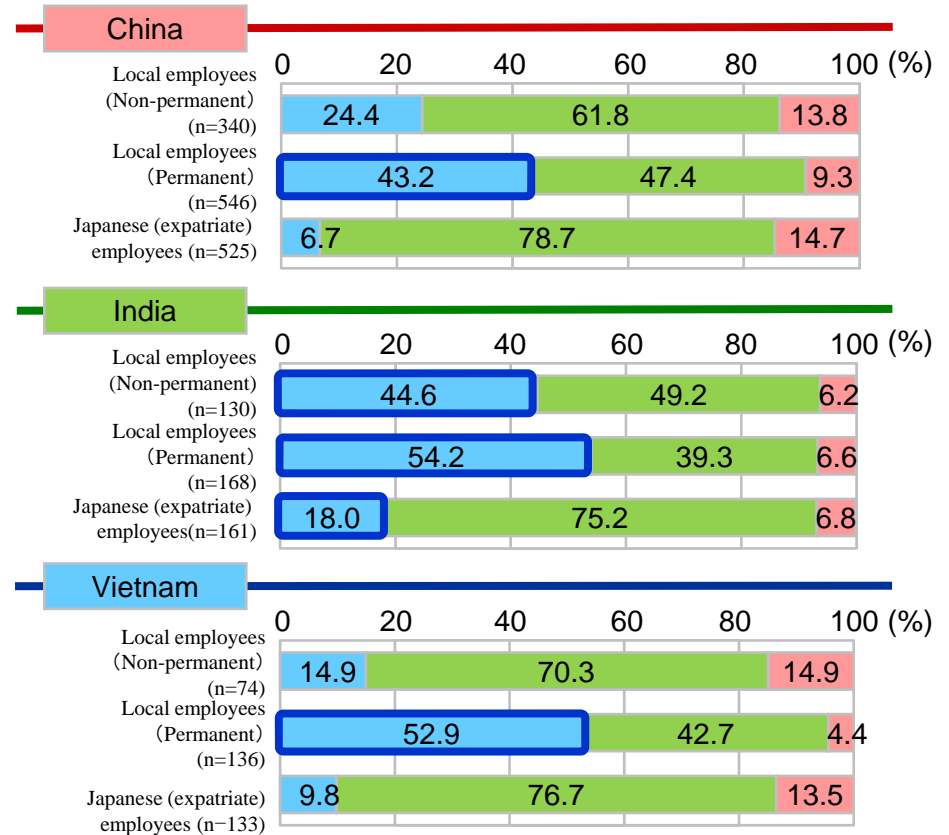 China
0 20 40 60 80 100 (%)
Local employees
(Non-permanent）
(n=340)
24.4 61.8 13.8
Local employees
（Permanent）
(n=546)
43.2 47.4 9.3
Japanese (expatriate)
employees (n=525)
6.7 78.7 14.7
India
0 20 40 60 80 100 (%)
Local employees
(Non-permanent)
(n=130)
44.6 49.2 6.2
Local employees
（Permanent）
(n=168)
54.2 39.3 6.6
Japanese (expatriate)
employees(n=161)
18.0 75.2 6.8
Vietnam
0 20 40 60 80 100 (%)
Local employees
（Non-permanent）
(n=74)
14.9 70.3 14.9
Local employees
（Permanent）
(n=136)
52.9 42.7 4.4
Japanese (expatriate)
employees (n−133)
9.8 76.7 13.5